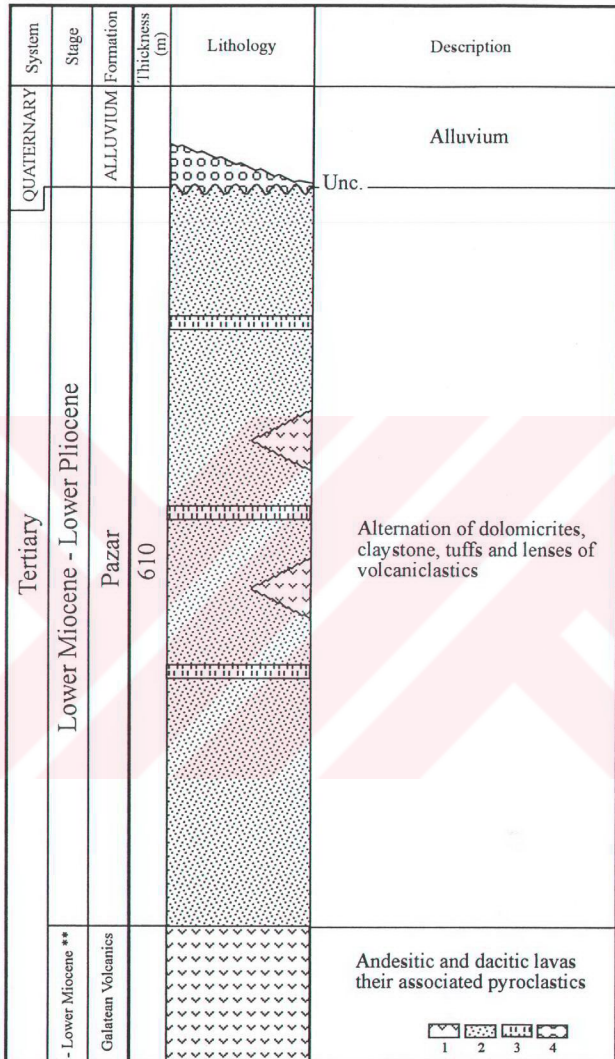 System
Stage
Formation
Thickness
(m)
Lithology
Description
QUATERNARY
ALLUVIUM
Alluvium
Unc.
Tertiary
Lower Miocene - Lower Pliocene
Pazar
610
Alternation of dolomicrites,
claystone, tuffs and lenses of
volcaniclastics
- Lower Miocene **
Galatean Volcanics
Andesitic and dacitic lavas
their associated pyroclastics
1 2 3 4